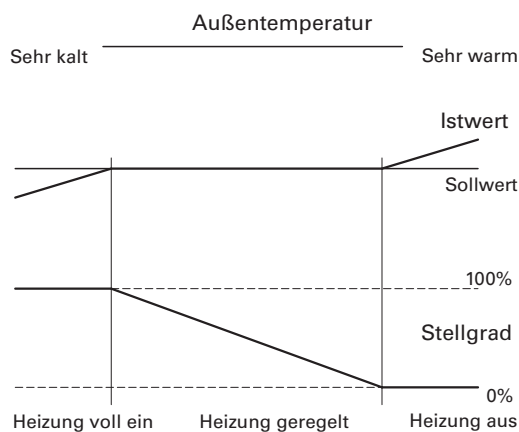 Außentemperatur
Sehr kalt
Sehr warm
Istwert
Sollwert
100%
Stellgrad
0%
Heizung voll ein
Heizung geregelt
Heizung aus